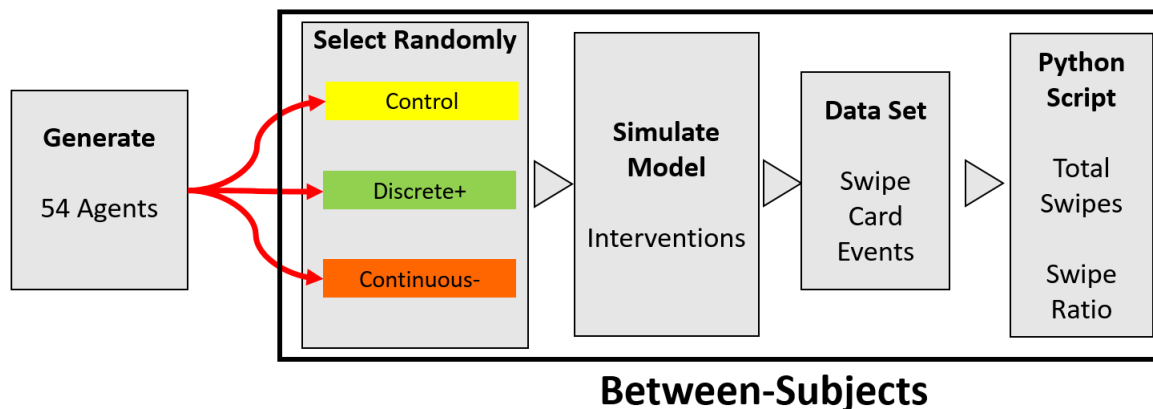 Generate
54 Agents
Select Randomly
Control
Discrete+
Continuous-
Simulate
Model
Interventions
Data Set
Swipe
Card
Events
Python
Script
Total
Swipes
Swipe
Ratio
Between-Subjects